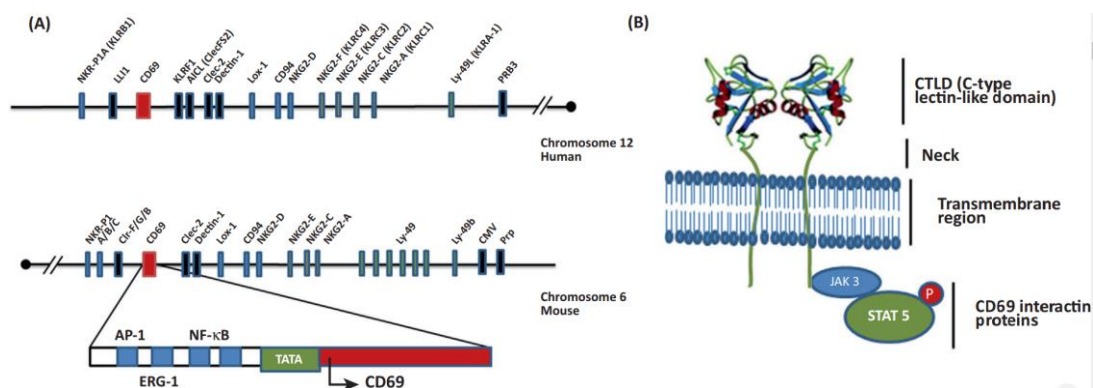 (A)
NKR-P1A (KLRB1)
LLI1
CD69
KLRF1
AICL (ClecFS2)
Clec-2
Dectin-1
Lox-1
CD94
NKG2-D
NKG2-F (KLRC4)
NKG2-E (KLRC3)
NKG2-C (KLRC2)
NKG2-A (KLRC1)
Ly-49L (KLRA-1)
PRB3
Chromosome 12
Human
NKR-P1
A/B/C
Clr-F/G/B
CD69
Clec-2
Dectin-1
Lox-1
CD94
NKG2-D
NKG2-E
NKG2-C
NKG2-A
Ly-49
Ly-49b
CMV
Prp
Chromosome 6
Mouse
AP-1
NF-κB
TATA
ERG-1
CD69
(B)
CTLD (C-type
lectin-like domain)
Neck
Transmembrane
region
JAK 3
P
STAT 5
CD69 interactin
proteins